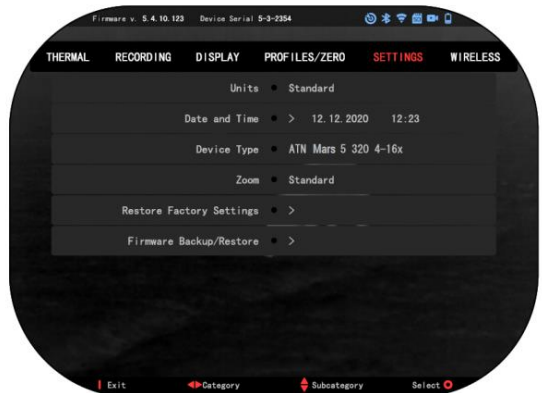 Firmware v. 5.4.10.123 Device Serial 5-3-2354
THERMAL RECORDING DISPLAY PROFILES/ZERO SETTINGS WIRELESS
Units Standard
Date and Time > 12.12.2020 12:23
Device Type ATN Mars 5 320 4-16x
Zoom Standard
Restore Factory Settings >
Firmware Backup/Restore >
Exit Category Subcategory Select